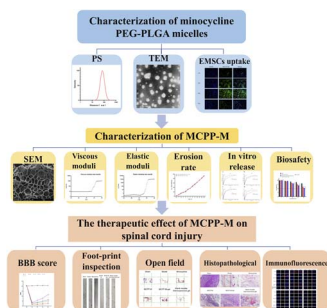 Characterization of minocycline
PEG-PLGA micelles
PS
TEM
EMSCs uptake
Characterization of MCPP-M
SEM
Viscous
moduli
Elastic
moduli
Erosion
rate
In vitro
release
Biosafety
The therapeutic effect of MCPP-M on
spinal cord injury
BBB score
Foot-print
inspection
Open field
Histopathological
Immunofluorescence